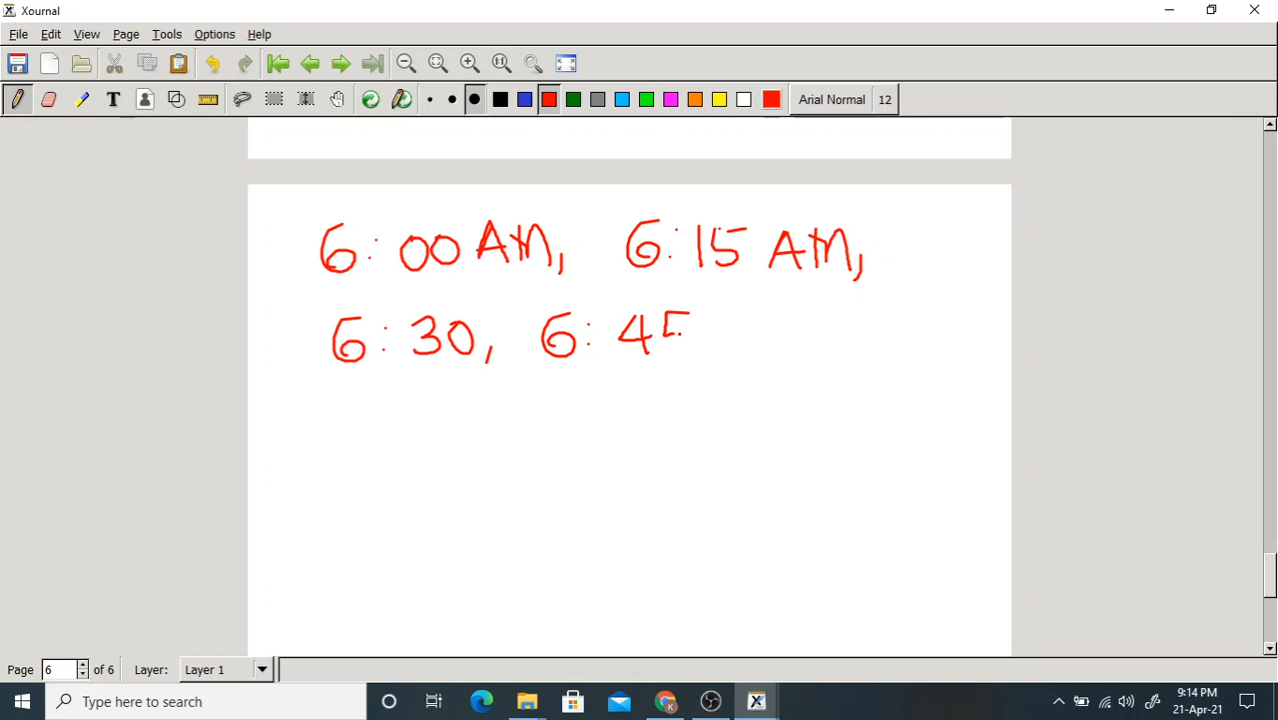 Xournal
File Edit View Page Tools Options Help
Arial Normal 12
6:00 AM, 6:15 AM,
6:30, 6:45
Page 6 of 6 Layer: Layer 1
Type here to search
9:14 PM
21-Apr-21